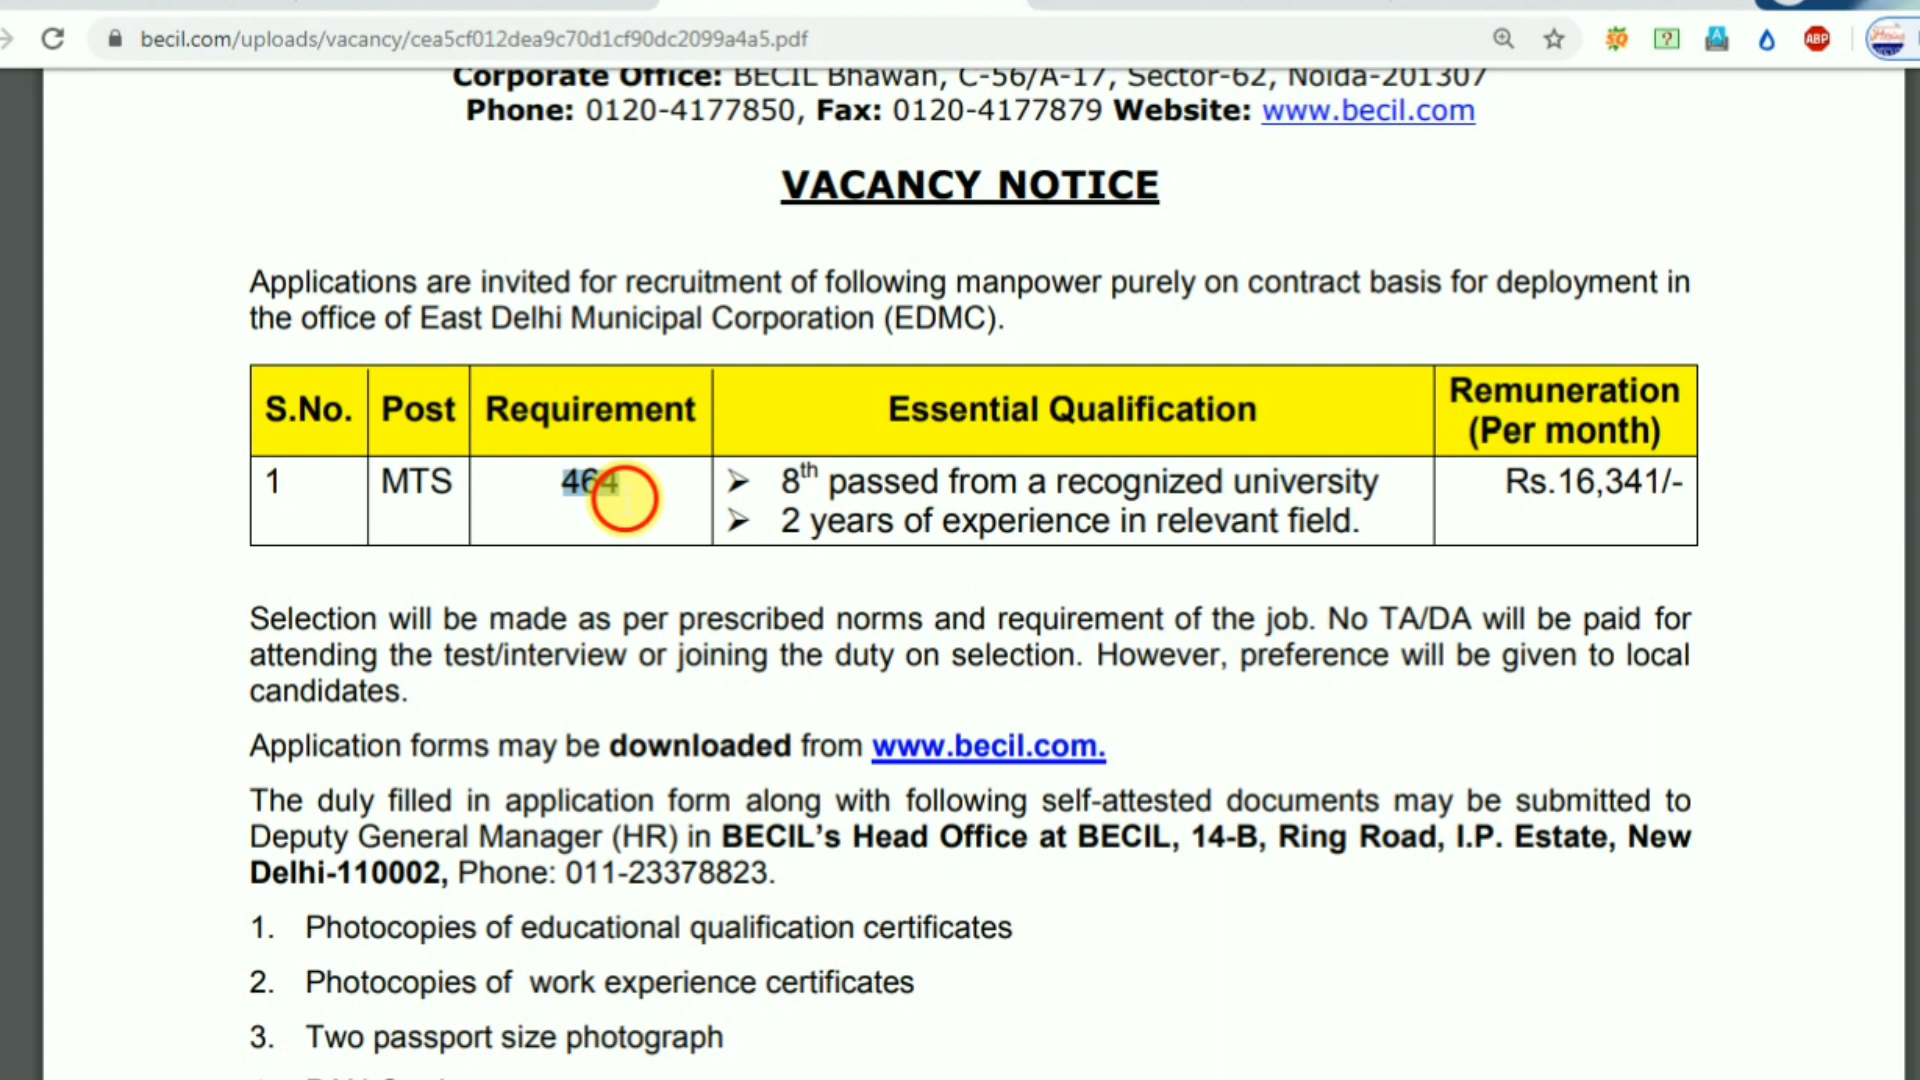 becil.com/uploads/vacancy/cea5cf012dea9c70d1cf90dc2099a4a5.pdf
ABP
Corporate Office: BECIL Bhawan, C-56/A-17, Sector-62, Noida-201307
Phone: 0120-4177850, Fax: 0120-4177879 Website: www.becil.com
VACANCY NOTICE
Applications are invited for recruitment of following manpower purely on contract basis for deployment in
the office of East Delhi Municipal Corporation (EDMC).
S.No. Post Requirement Essential Qualification Remuneration (Per month)
1 MTS 464 ➢ 8th passed from a recognized university Rs.16,341/-
➢ 2 years of experience in relevant field.
Selection will be made as per prescribed norms and requirement of the job. No TA/DA will be paid for
attending the test/interview or joining the duty on selection. However, preference will be given to local
candidates.
Application forms may be downloaded from www.becil.com.
The duly filled in application form along with following self-attested documents may be submitted to
Deputy General Manager (HR) in BECIL’s Head Office at BECIL, 14-B, Ring Road, I.P. Estate, New
Delhi-110002, Phone: 011-23378823.
1. Photocopies of educational qualification certificates
2. Photocopies of work experience certificates
3. Two passport size photograph